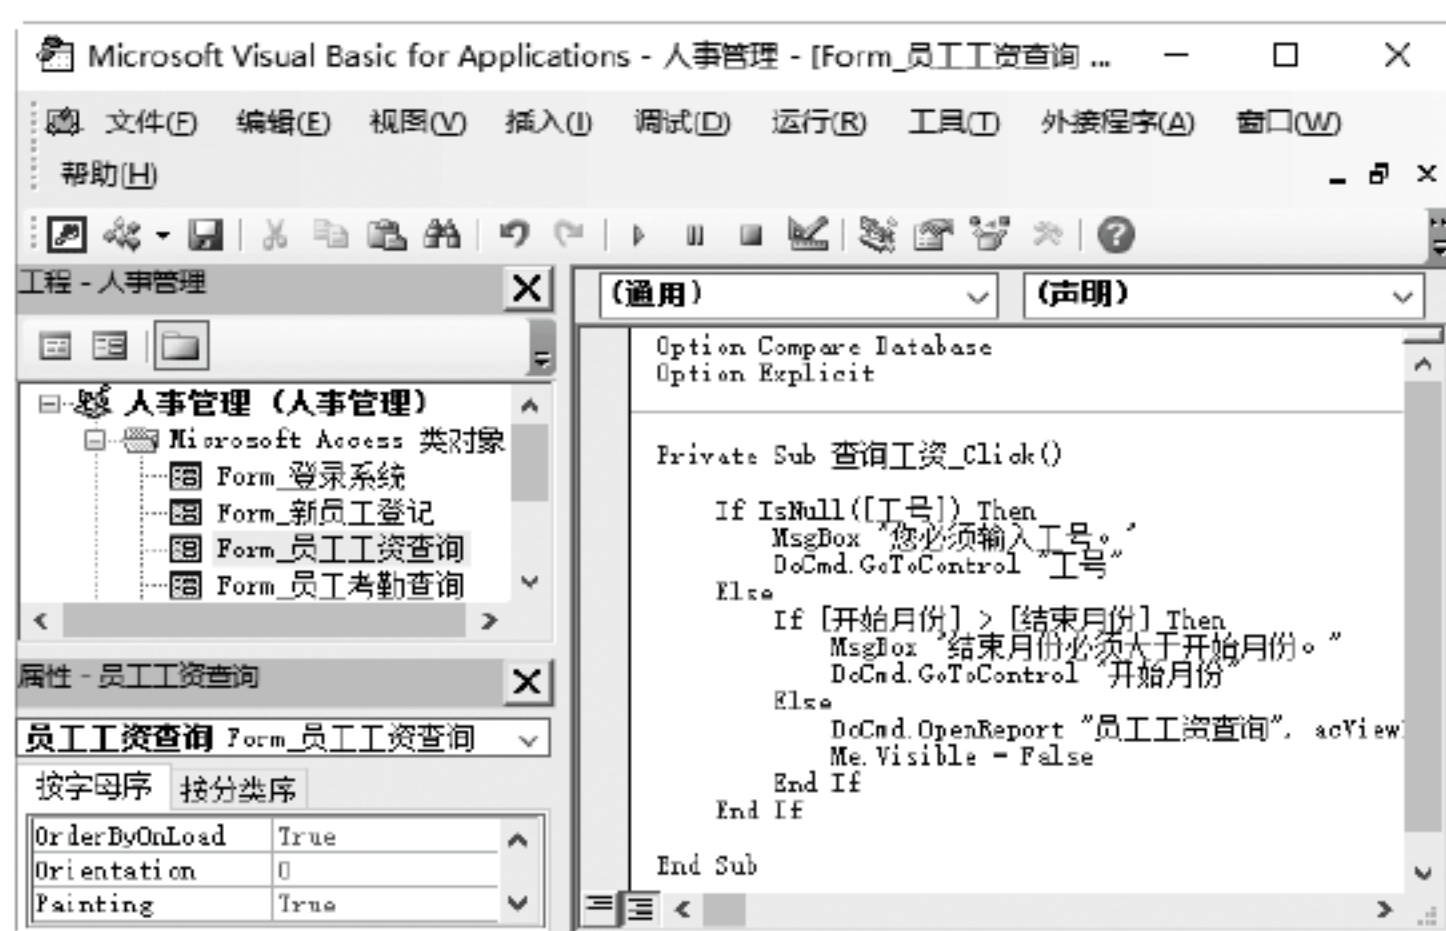 Microsoft Visual Basic for Applications - 人事管理 - [Form_员工工资查询 ...
文件(F) 编辑(E) 视图(V) 插入(I) 调试(D) 运行(R) 工具(T) 外接程序(A) 窗口(W)
帮助(H)
工程 - 人事管理
人事管理 (人事管理)
Microsoft Access 类对象
Form_登录系统
Form_新员工登记
Form_员工工资查询
Form_员工考勤查询
属性 - 员工工资查询
员工工资查询 Form_员工工资查询
按字母序 按分类序
OrderByOnLoad True
Orientation 0
Painting True
(通用) (声明)
Option Compare Database
Option Explicit
Private Sub 查询工资_Click()
If IsNull([工号]) Then
MsgBox "您必须输入工号。"
DoCmd.GoToControl "工号"
Else
If [开始月份] > [结束月份] Then
MsgBox "结束月份必须大于开始月份。"
DoCmd.GoToControl "开始月份"
Else
DoCmd.OpenReport "员工工资查询", acView
Me.Visible = False
End If
End If
End Sub